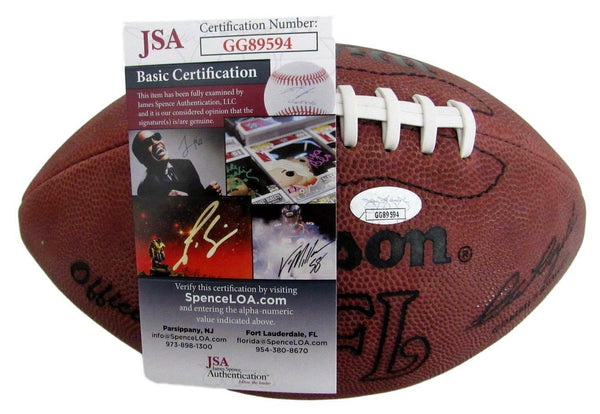 JSA
Certification Number:
GG89594
Basic Certification
This item has been fully examined by
James Spence Authentication, LLC
and it is our considered opinion that the
signature(s) is/are genuine.
Verify this certification by visiting
SpenceLOA.com
and entering the alpha-numeric
value indicated above.
Parsippany, NJ
info@SpenceLOA.com
973-898-1300
Fort Lauderdale, FL
florida@SpenceLOA.com
954-380-8670
JSA
James Spence
Authentication
GG89594
son ®
FL
Offic